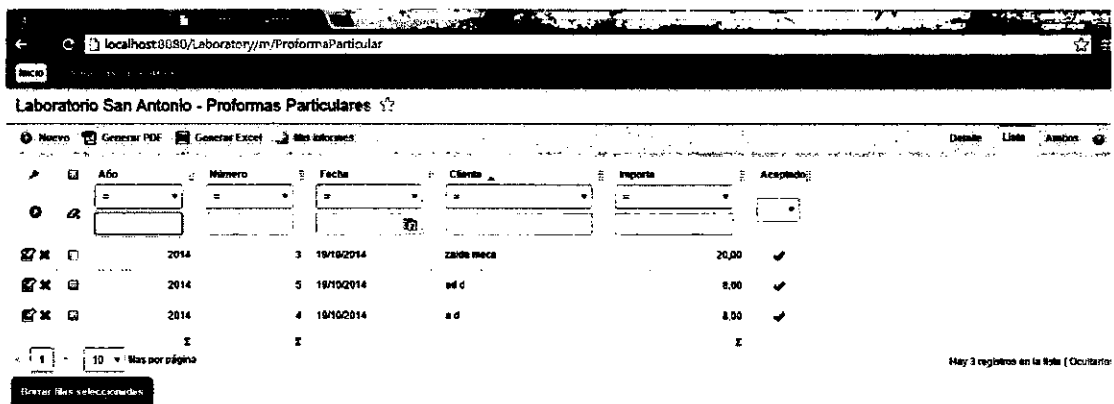 localhost:8080/Laboratory/m/ProformaParticular
Inicio
Laboratorio San Antonio - Proformas Particulares
Nuevo Generar PDF Generar Excel Mis informes Detalle Lista Ambos
Año Número Fecha Cliente Importe Aceptado
= = = = =
2014 3 19/10/2014 zaida meca 20,00
2014 5 19/10/2014 8,00
2014 4 19/10/2014 a d 8,00
Σ Σ Σ
1 10 filas por página Hay 3 registros en la lista ( Ocultarlos
Borrar filas seleccionadas